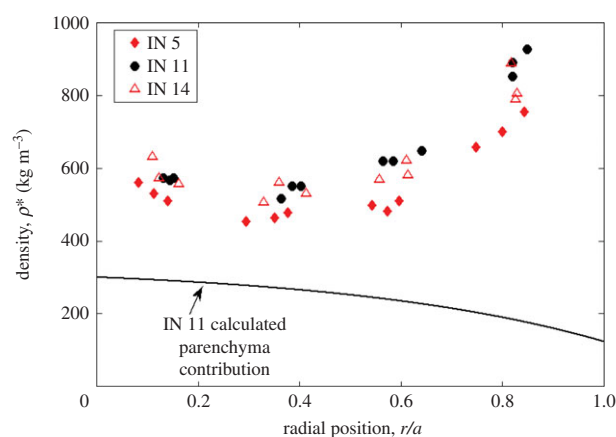 1000
800
600
400
200
density, ρ* (kg m⁻³)
IN 5
IN 11
IN 14
IN 11 calculated
parenchyma
contribution
0
0.2
0.4
0.6
0.8
1.0
radial position, r/a